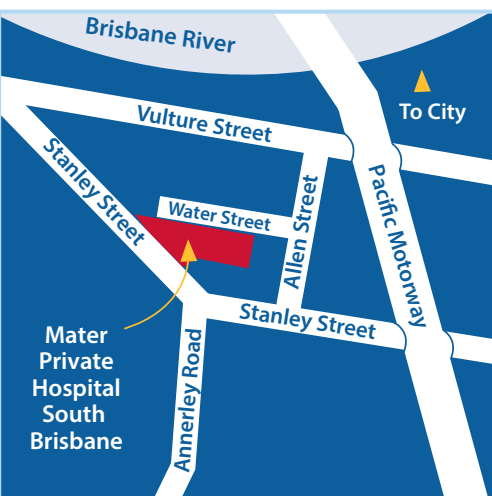 Brisbane River
To City
Vulture Street
Stanley Street
Water Street
Allen Street
Pacific Motorway
Stanley Street
Annerley Road
Mater
Private
Hospital
South
Brisbane